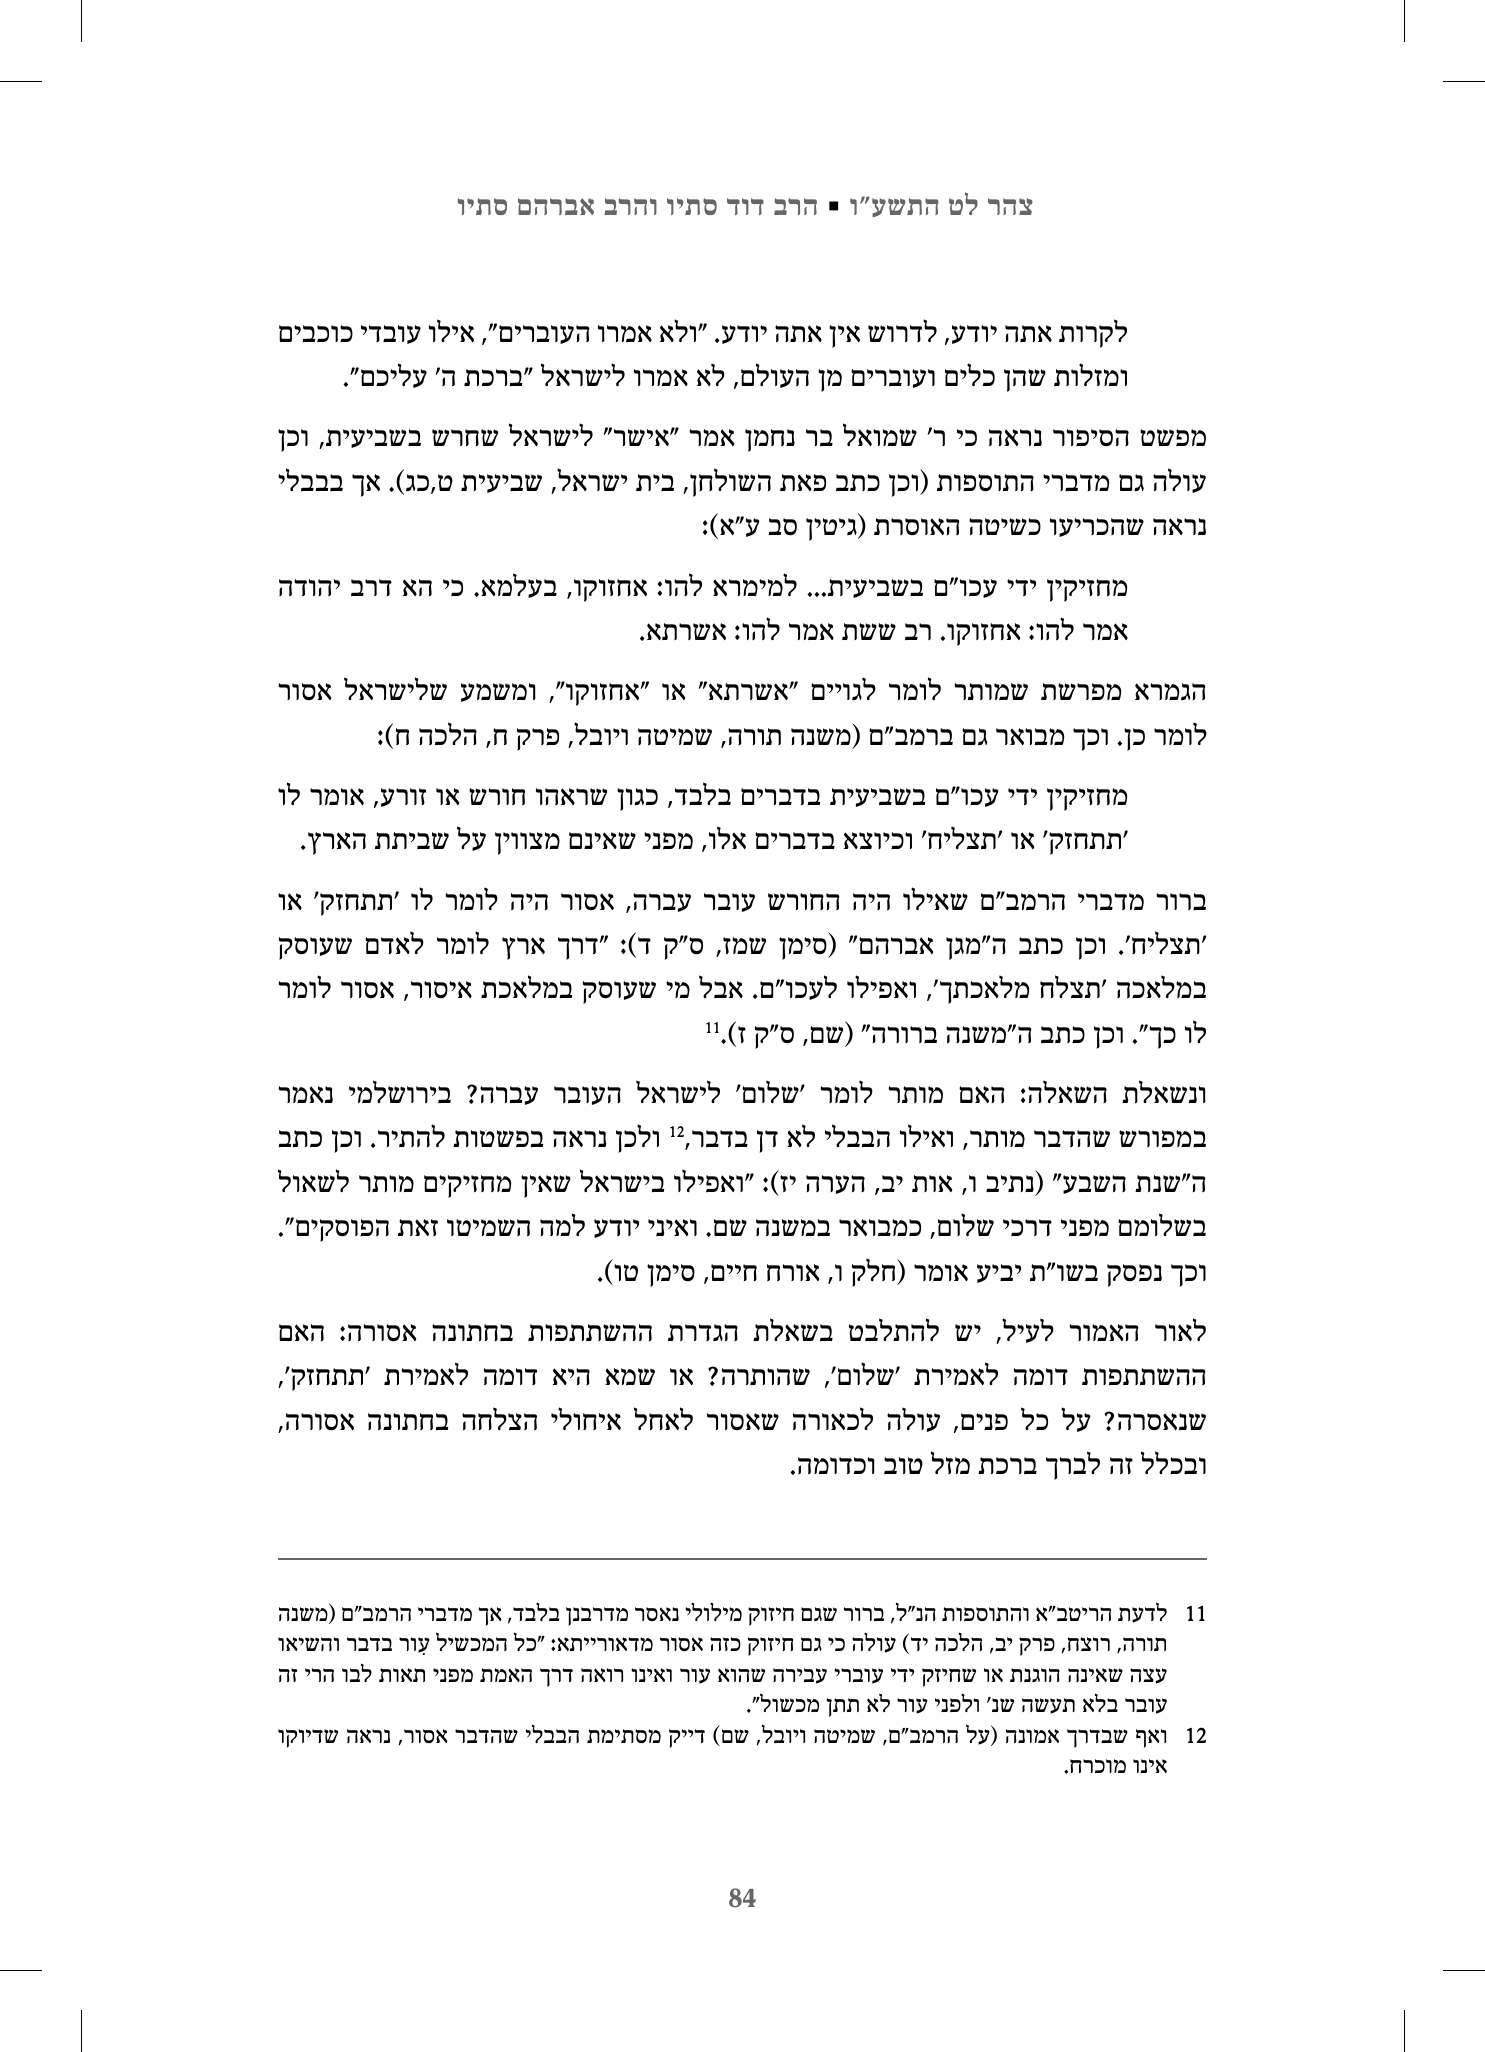 צהר לט התשע"ו ▪ הרב דוד סתיו והרב אברהם סתיו
לקרות אתה יודע, לדרוש אין אתה יודע. "ולא אמרו העוברים", אילו עובדי כוכבים
ומזלות שהן כלים ועוברים מן העולם, לא אמרו לישראל "ברכת ה' עליכם".
מפשט הסיפור נראה כי ר' שמואל בר נחמן אמר "אישר" לישראל שחרש בשביעית, וכן
עולה גם מדברי התוספות (וכן כתב פאת השולחן, בית ישראל, שביעית ט,כג). אך בבבלי
נראה שהכריעו כשיטה האוסרת (גיטין סב ע"א):
מחזיקין ידי עכו"ם בשביעית... למימרא להו: אחזוקו, בעלמא. כי הא דרב יהודה
אמר להו: אחזוקו. רב ששת אמר להו: אשרתא.
הגמרא מפרשת שמותר לומר לגויים "אשרתא" או "אחזוקו", ומשמע שלישראל אסור
לומר כן. וכך מבואר גם ברמב"ם (משנה תורה, שמיטה ויובל, פרק ח, הלכה ח):
מחזיקין ידי עכו"ם בשביעית בדברים בלבד, כגון שראהו חורש או זורע, אומר לו
'תתחזק' או 'תצליח' וכיוצא בדברים אלו, מפני שאינם מצווין על שביתת הארץ.
ברור מדברי הרמב"ם שאילו היה החורש עובר עברה, אסור היה לומר לו 'תתחזק' או
'תצליח'. וכן כתב ה"מגן אברהם" (סימן שמז, ס"ק ד): "דרך ארץ לומר לאדם שעוסק
במלאכה 'תצלח מלאכתך', ואפילו לעכו"ם. אבל מי שעוסק במלאכת איסור, אסור לומר
לו כך". וכן כתב ה"משנה ברורה" (שם, ס"ק ז).11
ונשאלת השאלה: האם מותר לומר 'שלום' לישראל העובר עברה? בירושלמי נאמר
במפורש שהדבר מותר, ואילו הבבלי לא דן בדבר,12 ולכן נראה בפשטות להתיר. וכן כתב
ה"שנת השבע" (נתיב ו, אות יב, הערה יז): "ואפילו בישראל שאין מחזיקים מותר לשאול
בשלומם מפני דרכי שלום, כמבואר במשנה שם. ואיני יודע למה השמיטו זאת הפוסקים".
וכך נפסק בשו"ת יביע אומר (חלק ו, אורח חיים, סימן טו).
לאור האמור לעיל, יש להתלבט בשאלת הגדרת ההשתתפות בחתונה אסורה: האם
ההשתתפות דומה לאמירת 'שלום', שהותרה? או שמא היא דומה לאמירת 'תתחזק',
שנאסרה? על כל פנים, עולה לכאורה שאסור לאחל איחולי הצלחה בחתונה אסורה,
ובכלל זה לברך ברכת מזל טוב וכדומה.
11 לדעת הריטב"א והתוספות הנ"ל, ברור שגם חיזוק מילולי נאסר מדרבנן בלבד, אך מדברי הרמב"ם (משנה
תורה, רוצח, פרק יב, הלכה יד) עולה כי גם חיזוק כזה אסור מדאורייתא: "כל המכשיל עִור בדבר והשיאו
עצה שאינה הוגנת או שחיזק ידי עוברי עבירה שהוא עור ואינו רואה דרך האמת מפני תאות לבו הרי זה
עובר בלא תעשה שנ' ולפני עור לא תתן מכשול".
12 ואף שבדרך אמונה (על הרמב"ם, שמיטה ויובל, שם) דייק מסתימת הבבלי שהדבר אסור, נראה שדיוקו
אינו מוכרח.
84